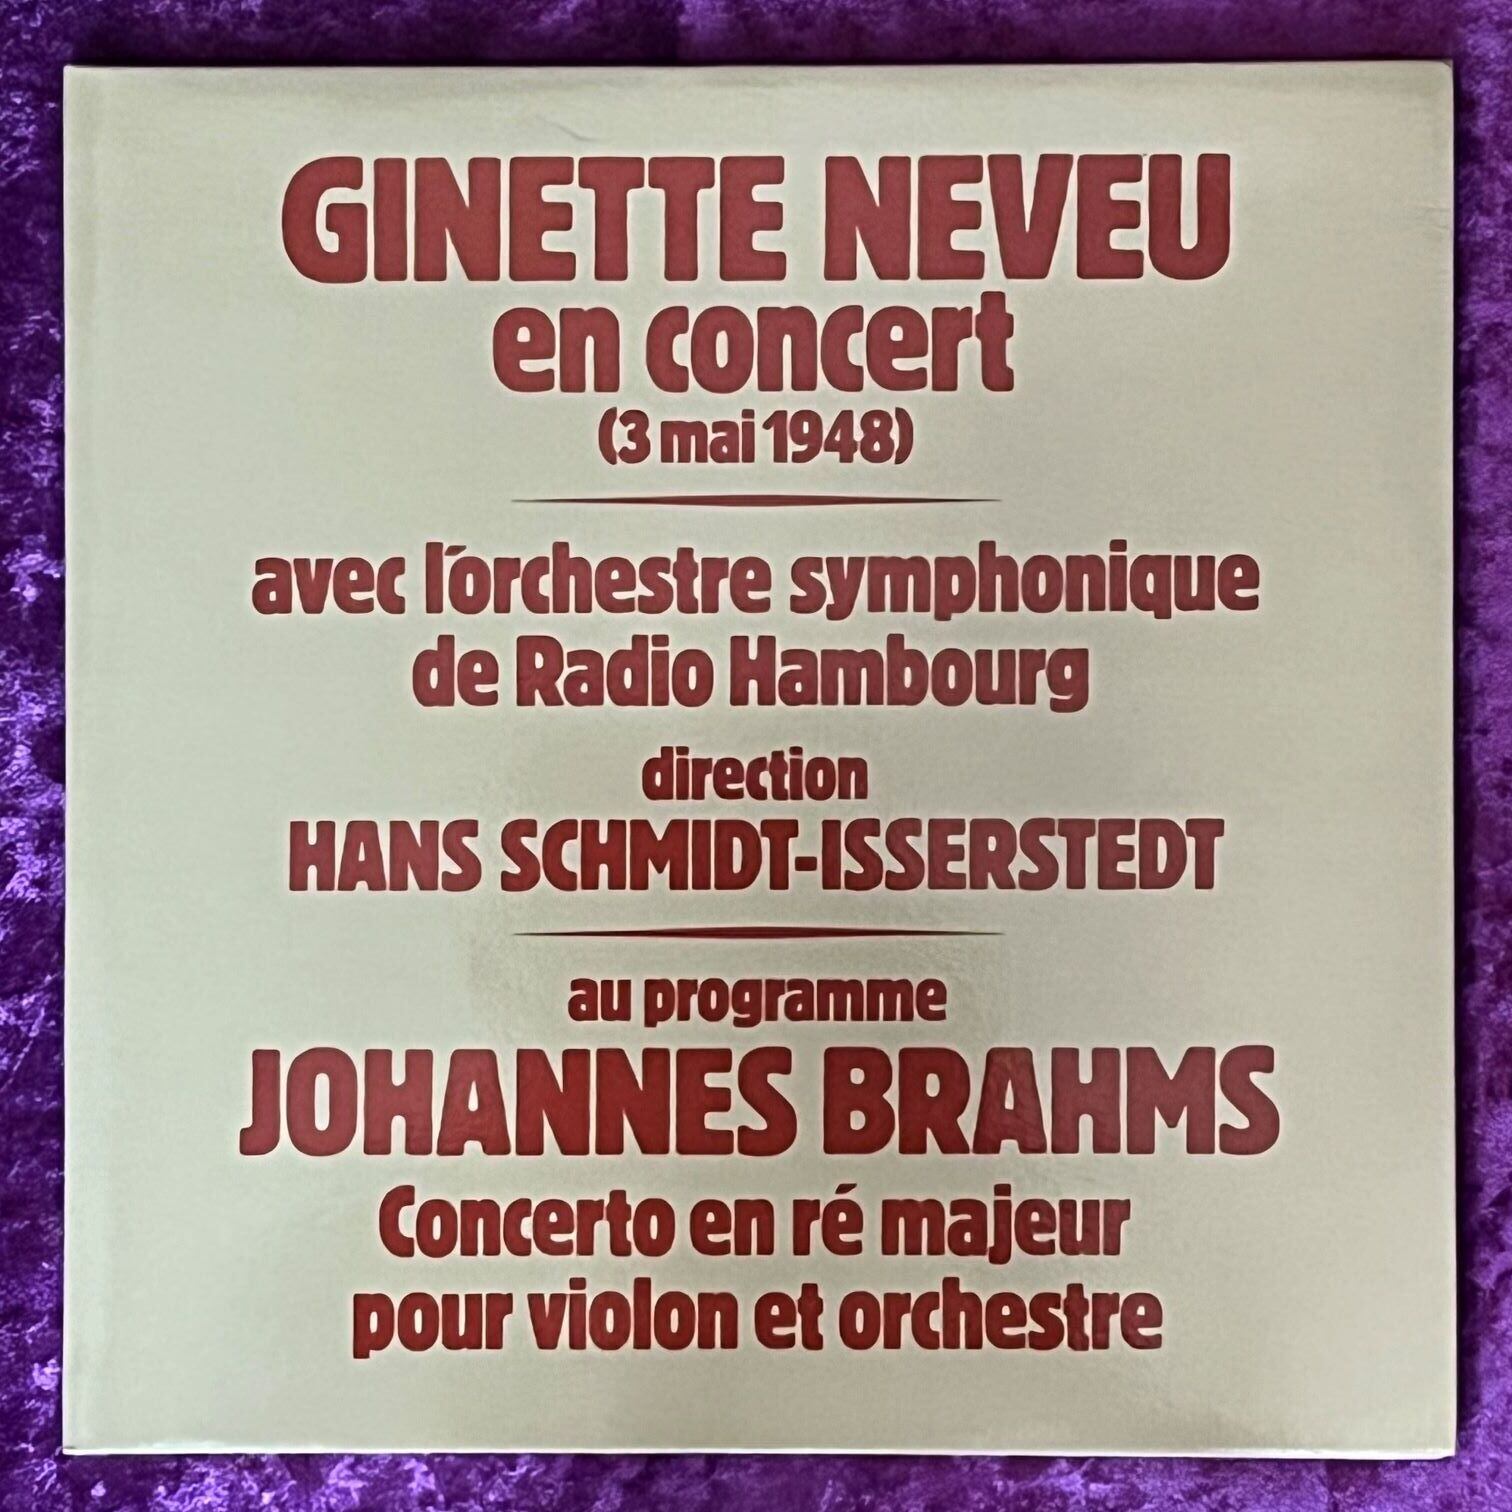 GINETTE NEVEU
en concert
(3 mai 1948)
avec l'orchestre symphonique
de Radio Hambourg
direction
HANS SCHMIDT-ISSERSTEDT
au programme
JOHANNES BRAHMS
Concerto en ré majeur
pour violon et orchestre